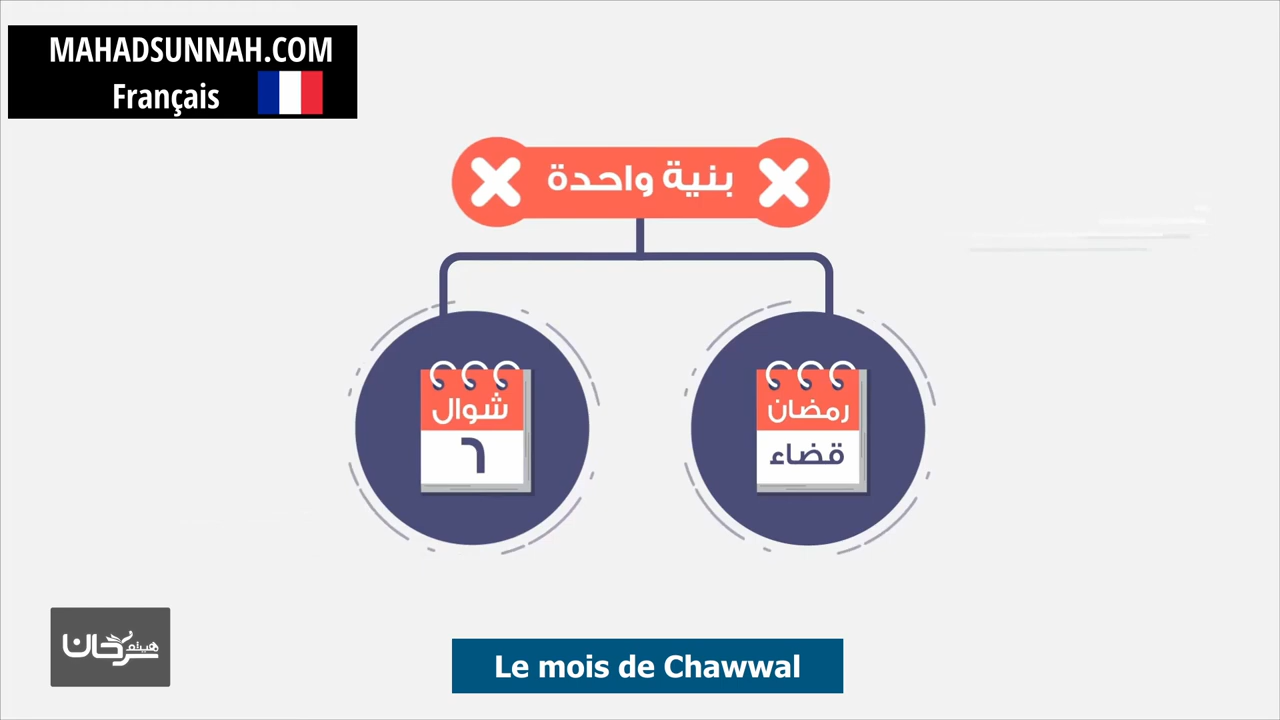 MAHADSUNNAH.COM
Français
بنية واحدة
رمضان
قضاء
شوال
٦
هيثم سرحان
Le mois de Chawwal